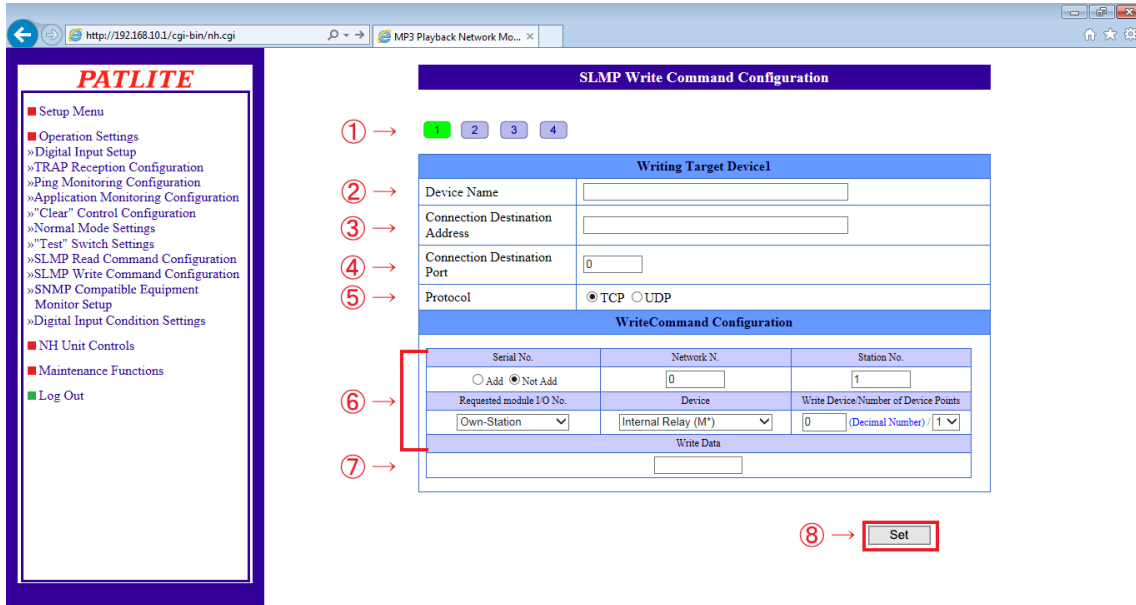 http://192.168.10.1/cgi-bin/nh.cgi
MP3 Playback Network Mo... ×
PATLITE
Setup Menu
Operation Settings
»Digital Input Setup
»TRAP Reception Configuration
»Ping Monitoring Configuration
»Application Monitoring Configuration
»"Clear" Control Configuration
»Normal Mode Settings
»"Test" Switch Settings
»SLMP Read Command Configuration
»SLMP Write Command Configuration
»SNMP Compatible Equipment
Monitor Setup
»Digital Input Condition Settings
NH Unit Controls
Maintenance Functions
Log Out
SLMP Write Command Configuration
① → 1 2 3 4
Writing Target Device1
② → Device Name
③ → Connection Destination
Address
④ → Connection Destination
Port 0
⑤ → Protocol TCP UDP
WriteCommand Configuration
Serial No. Network N. Station No.
Add Not Add 0 1
⑥ → Requested module I/O No. Device Write Device/Number of Device Points
Own-Station Internal Relay (M*) 0 (Decimal Number) / 1
Write Data
⑦ →
⑧ → Set